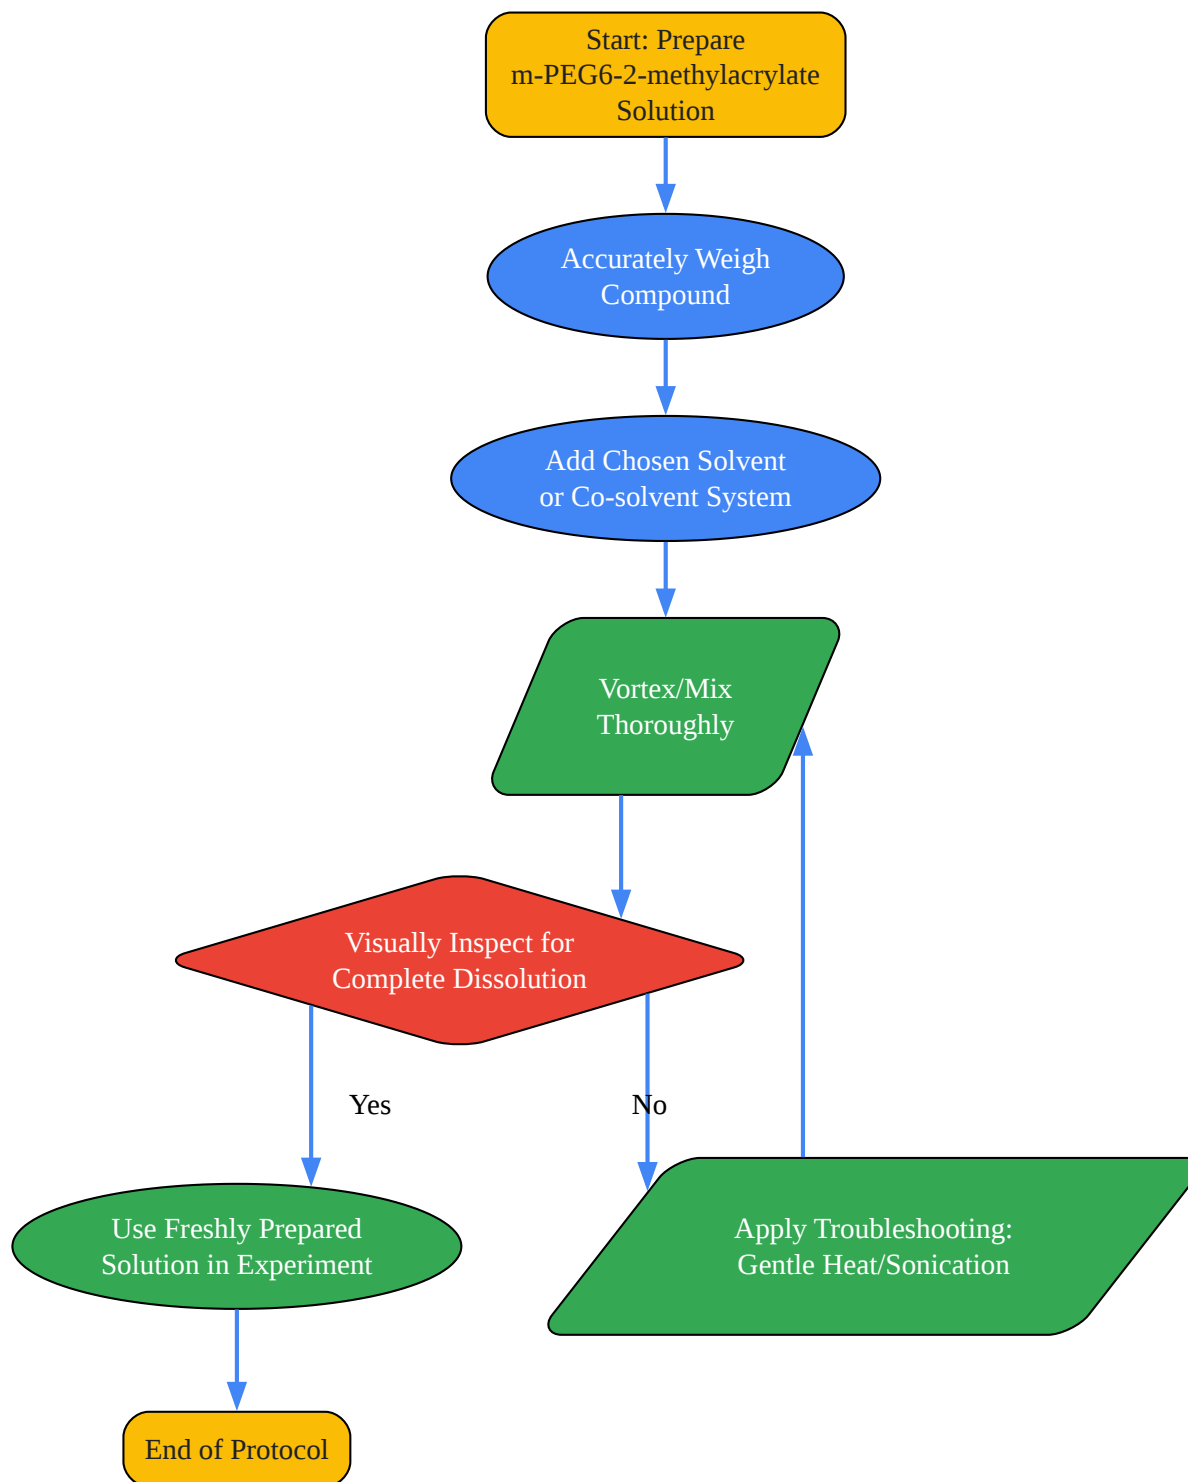 Start: Prepare
m-PEG6-2-methylacrylate
Solution
Accurately Weigh
Compound
Add Chosen Solvent
or Co-solvent System
Vortex/Mix
Thoroughly
Visually Inspect for
Complete Dissolution
Yes
No
Use Freshly Prepared
Solution in Experiment
Apply Troubleshooting:
Gentle Heat/Sonication
End of Protocol